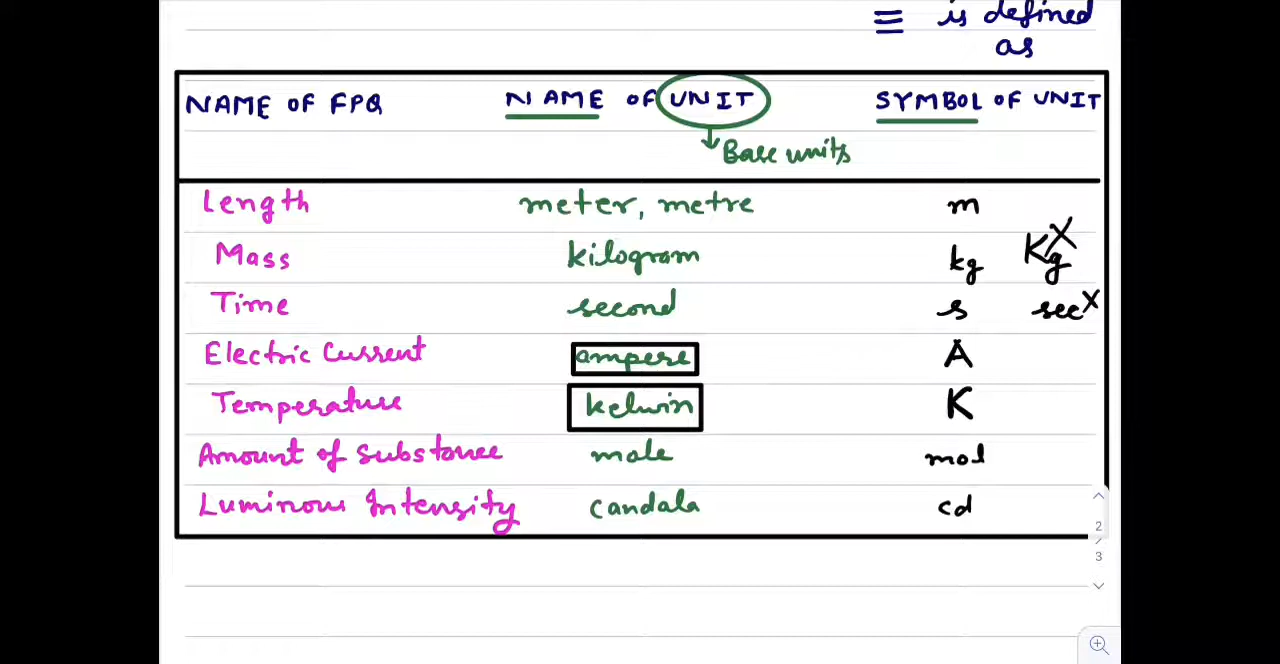 ≡ is defined
as
NAME OF FPQ NAME OF UNIT SYMBOL OF UNIT
↓ Base units
Length meter, metre m
Mass kilogram kg Kg X
Time second s sec X
Electric Current ampere A
Temperature kelwin K
Amount of Substance mole mol
Luminous Intensity candala cd
2
/
3